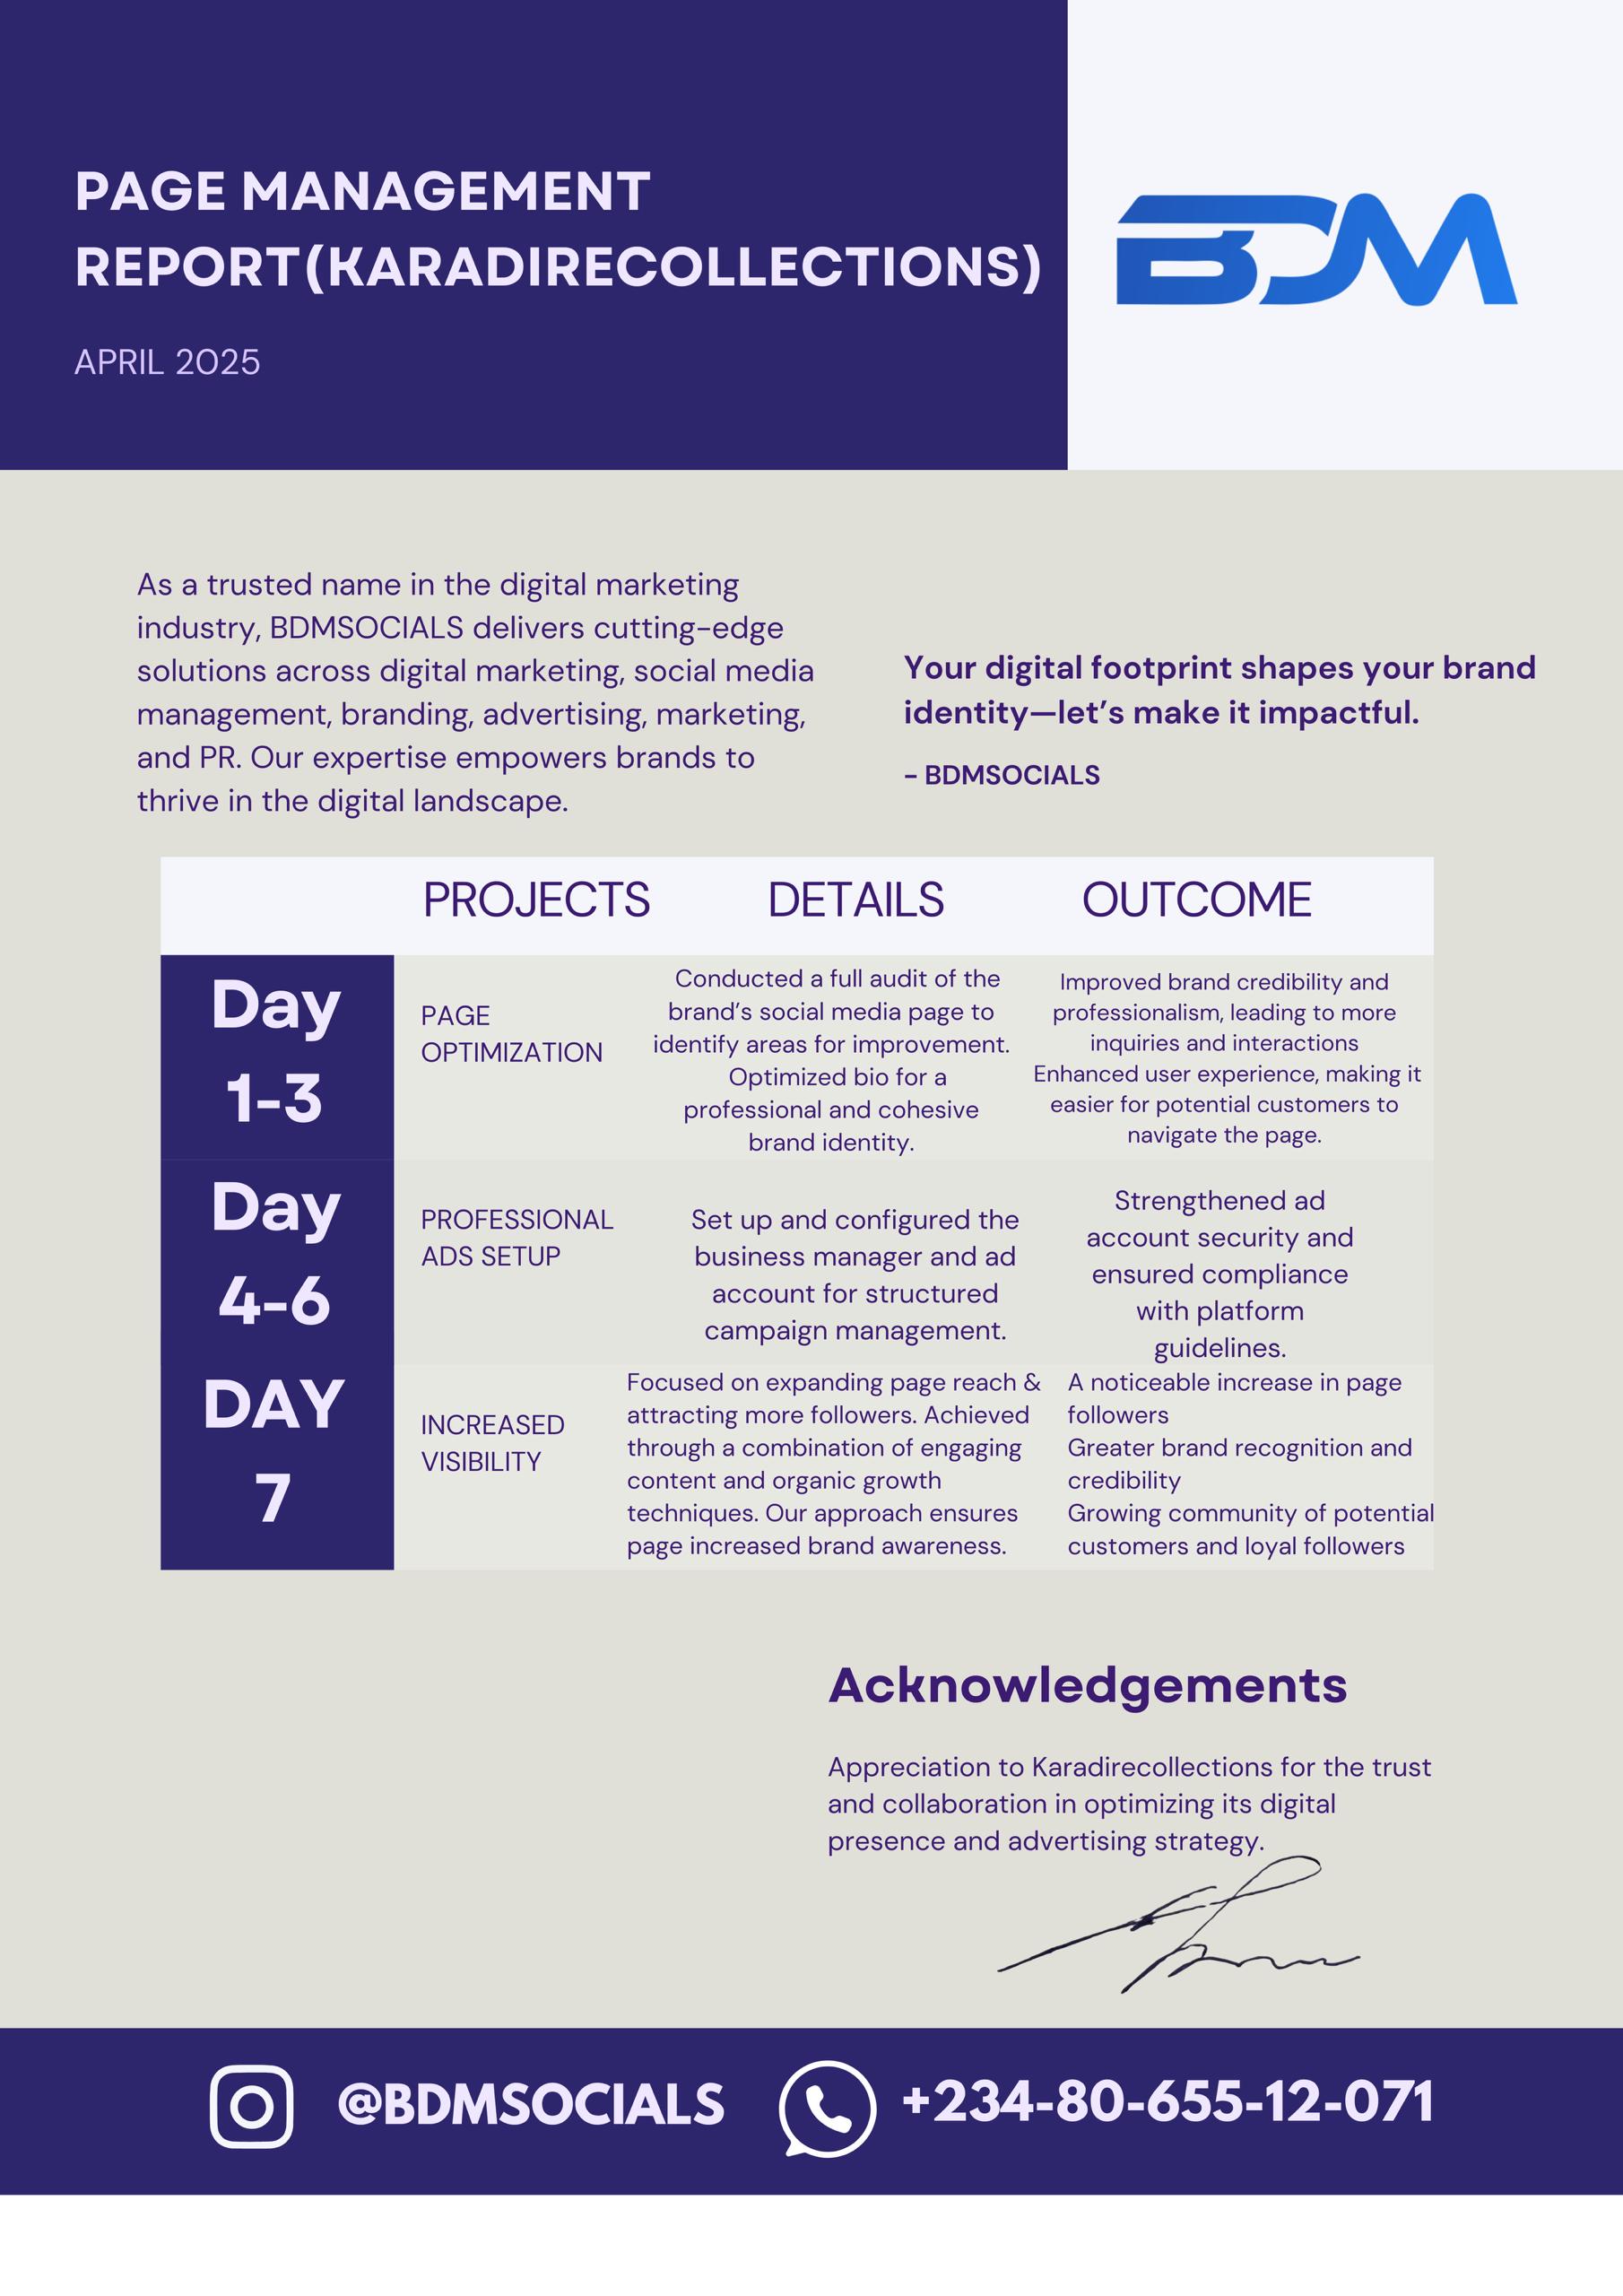 PAGE MANAGEMENT
REPORT(KARADIRECOLLECTIONS)
APRIL 2025
BDM
As a trusted name in the digital marketing
industry, BDMSOCIALS delivers cutting-edge
solutions across digital marketing, social media
management, branding, advertising, marketing,
and PR. Our expertise empowers brands to
thrive in the digital landscape.
Your digital footprint shapes your brand
identity—let's make it impactful.
– BDMSOCIALS
PROJECTS
DETAILS
OUTCOME
Day
1-3
PAGE
OPTIMIZATION
Conducted a full audit of the
brand's social media page to
identify areas for improvement.
Optimized bio for a
professional and cohesive
brand identity.
Improved brand credibility and
professionalism, leading to more
inquiries and interactions
Enhanced user experience, making it
easier for potential customers to
navigate the page.
Day
4-6
PROFESSIONAL
ADS SETUP
Set up and configured the
business manager and ad
account for structured
campaign management.
Strengthened ad
account security and
ensured compliance
with platform
guidelines.
DAY
7
INCREASED
VISIBILITY
Focused on expanding page reach &
attracting more followers. Achieved
through a combination of engaging
content and organic growth
techniques. Our approach ensures
page increased brand awareness.
A noticeable increase in page
followers
Greater brand recognition and
credibility
Growing community of potential
customers and loyal followers
Acknowledgements
Appreciation to Karadirecollections for the trust
and collaboration in optimizing its digital
presence and advertising strategy.
@BDMSOCIALS
+234-80-655-12-071